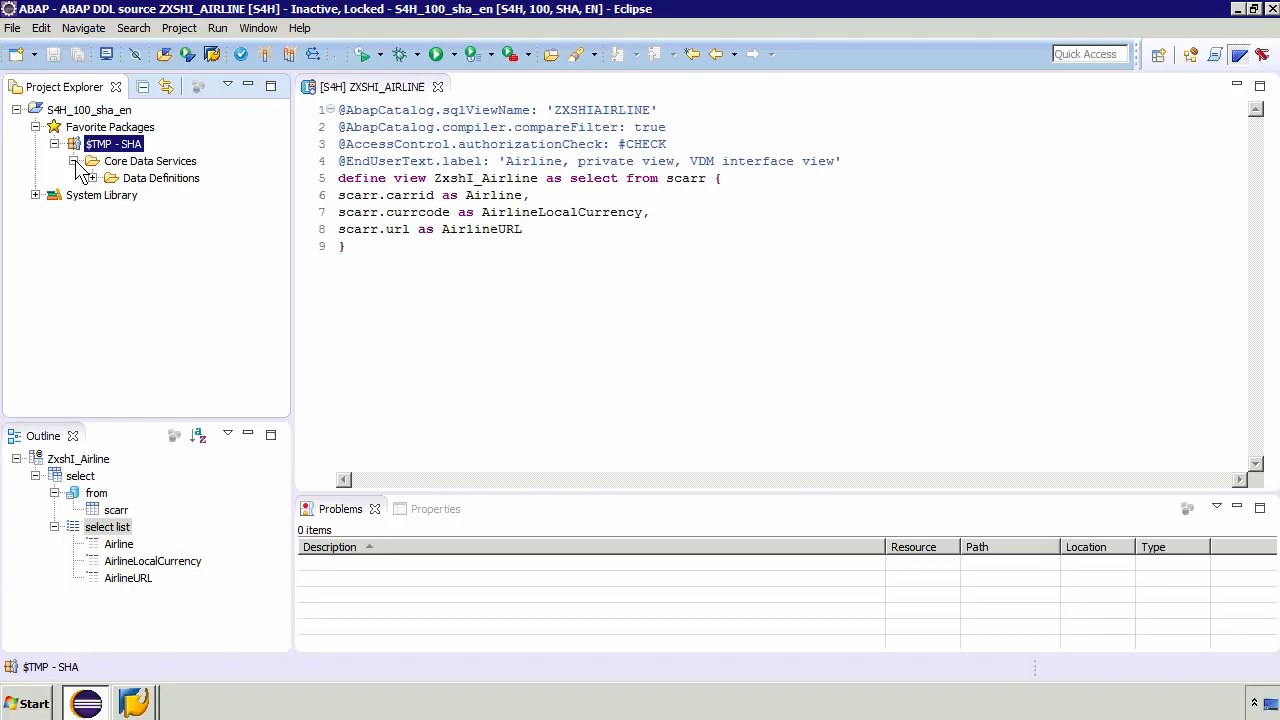 ABAP - ABAP DDL source ZXSHI_AIRLINE [S4H] - Inactive, Locked - S4H_100_sha_en [S4H, 100, SHA, EN] - Eclipse
File Edit Navigate Search Project Run Window Help
Quick Access
Project Explorer
[S4H] ZXSHI_AIRLINE
S4H_100_sha_en
Favorite Packages
$TMP - SHA
Core Data Services
Data Definitions
System Library
1 @AbapCatalog.sqlViewName: 'ZXSHIAIRLINE'
2 @AbapCatalog.compiler.compareFilter: true
3 @AccessControl.authorizationCheck: #CHECK
4 @EndUserText.label: 'Airline, private view, VDM interface view'
5 define view ZxshI_Airline as select from scarr {
6 scarr.carrid as Airline,
7 scarr.currcode as AirlineLocalCurrency,
8 scarr.url as AirlineURL
9 }
Outline
ZxshI_Airline
select
from
scarr
select list
Airline
AirlineLocalCurrency
AirlineURL
Problems Properties
0 items
Description Resource Path Location Type
$TMP - SHA
Start